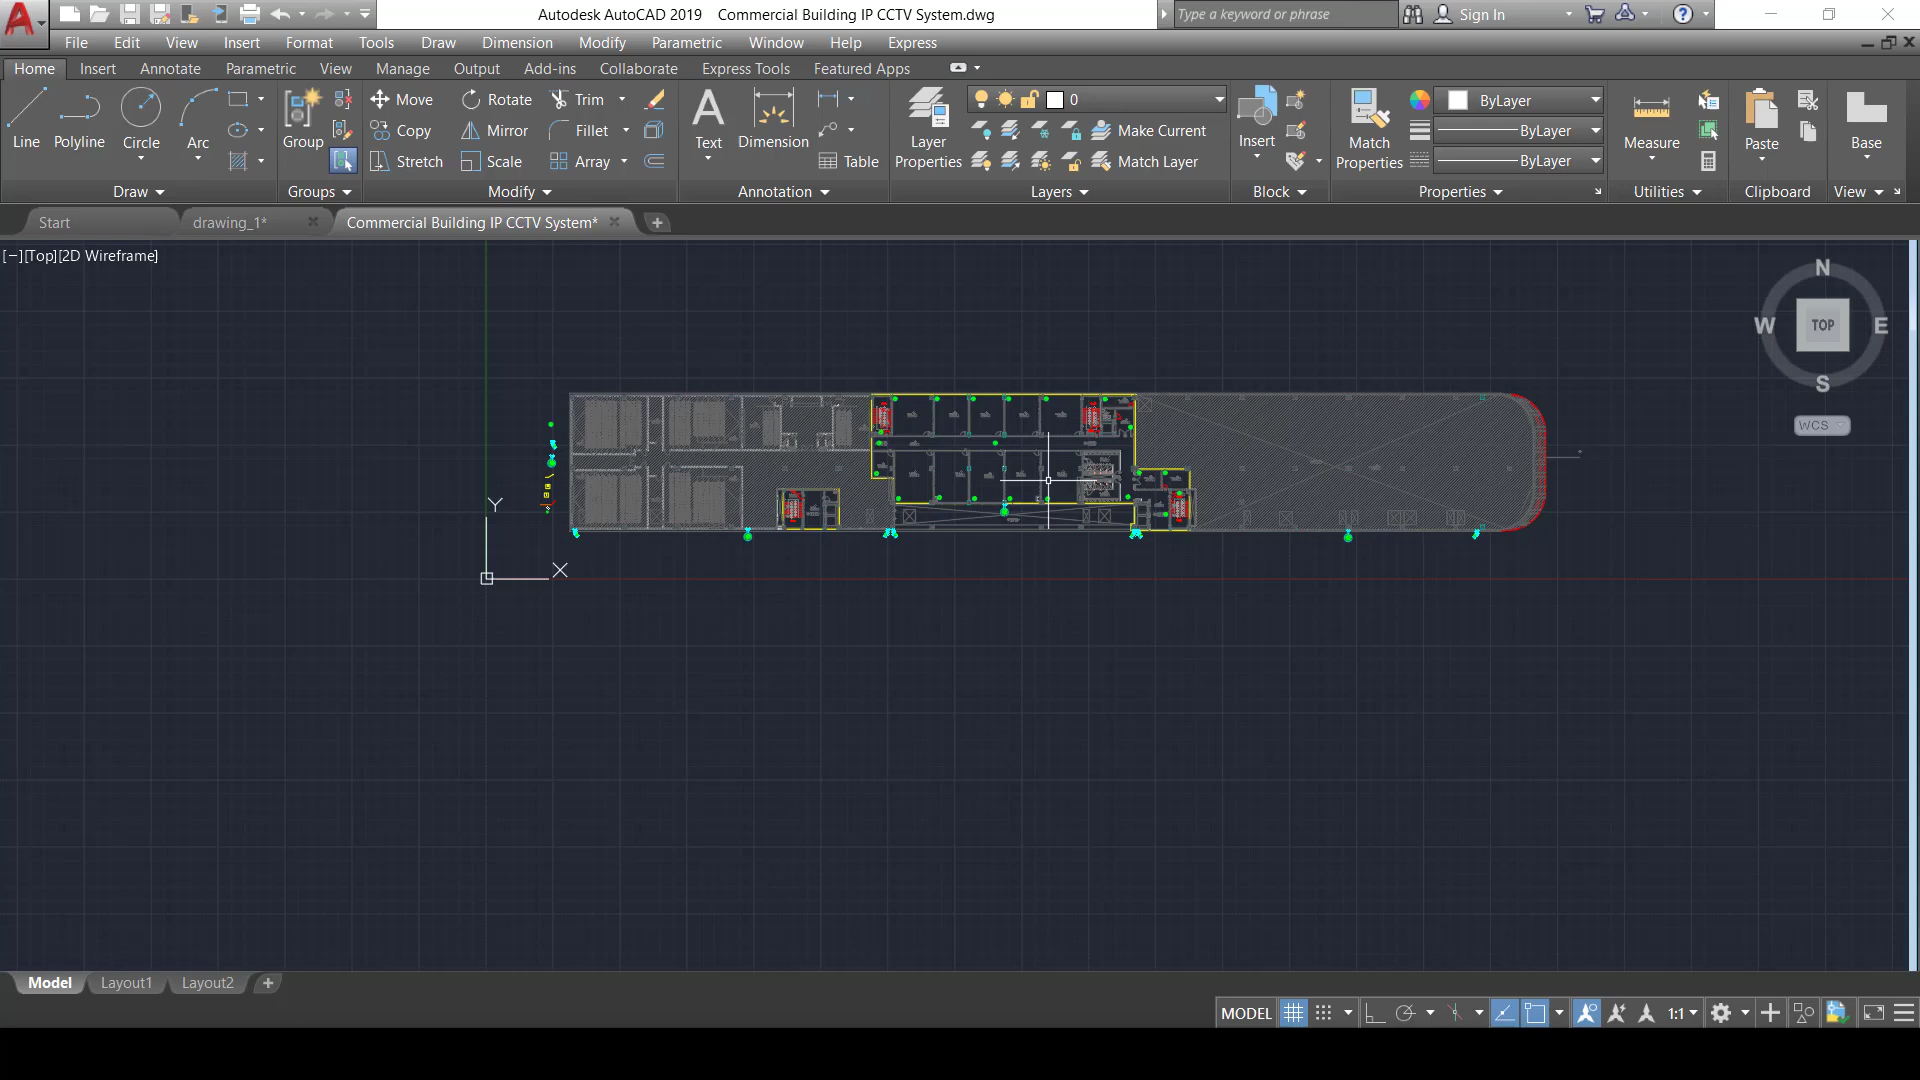 Autodesk AutoCAD 2019 Commercial Building IP CCTV System.dwg Type a keyword or phrase Sign In
File Edit View Insert Format Tools Draw Dimension Modify Parametric Window Help Express
Home Insert Annotate Parametric View Manage Output Add-ins Collaborate Express Tools Featured Apps
Move Rotate Trim 0 ByLayer
Copy Mirror Fillet Make Current ByLayer
Line Polyline Circle Arc Group Text Dimension Layer Properties Insert Match Properties Measure Paste Base
Stretch Scale Array Table Match Layer ByLayer
Draw Groups Modify Annotation Layers Block Properties Utilities Clipboard View
Start drawing_1* Commercial Building IP CCTV System*
[−][Top][2D Wireframe]
N
W TOP E
S
WCS
Y
X
Model Layout1 Layout2
MODEL 1:1